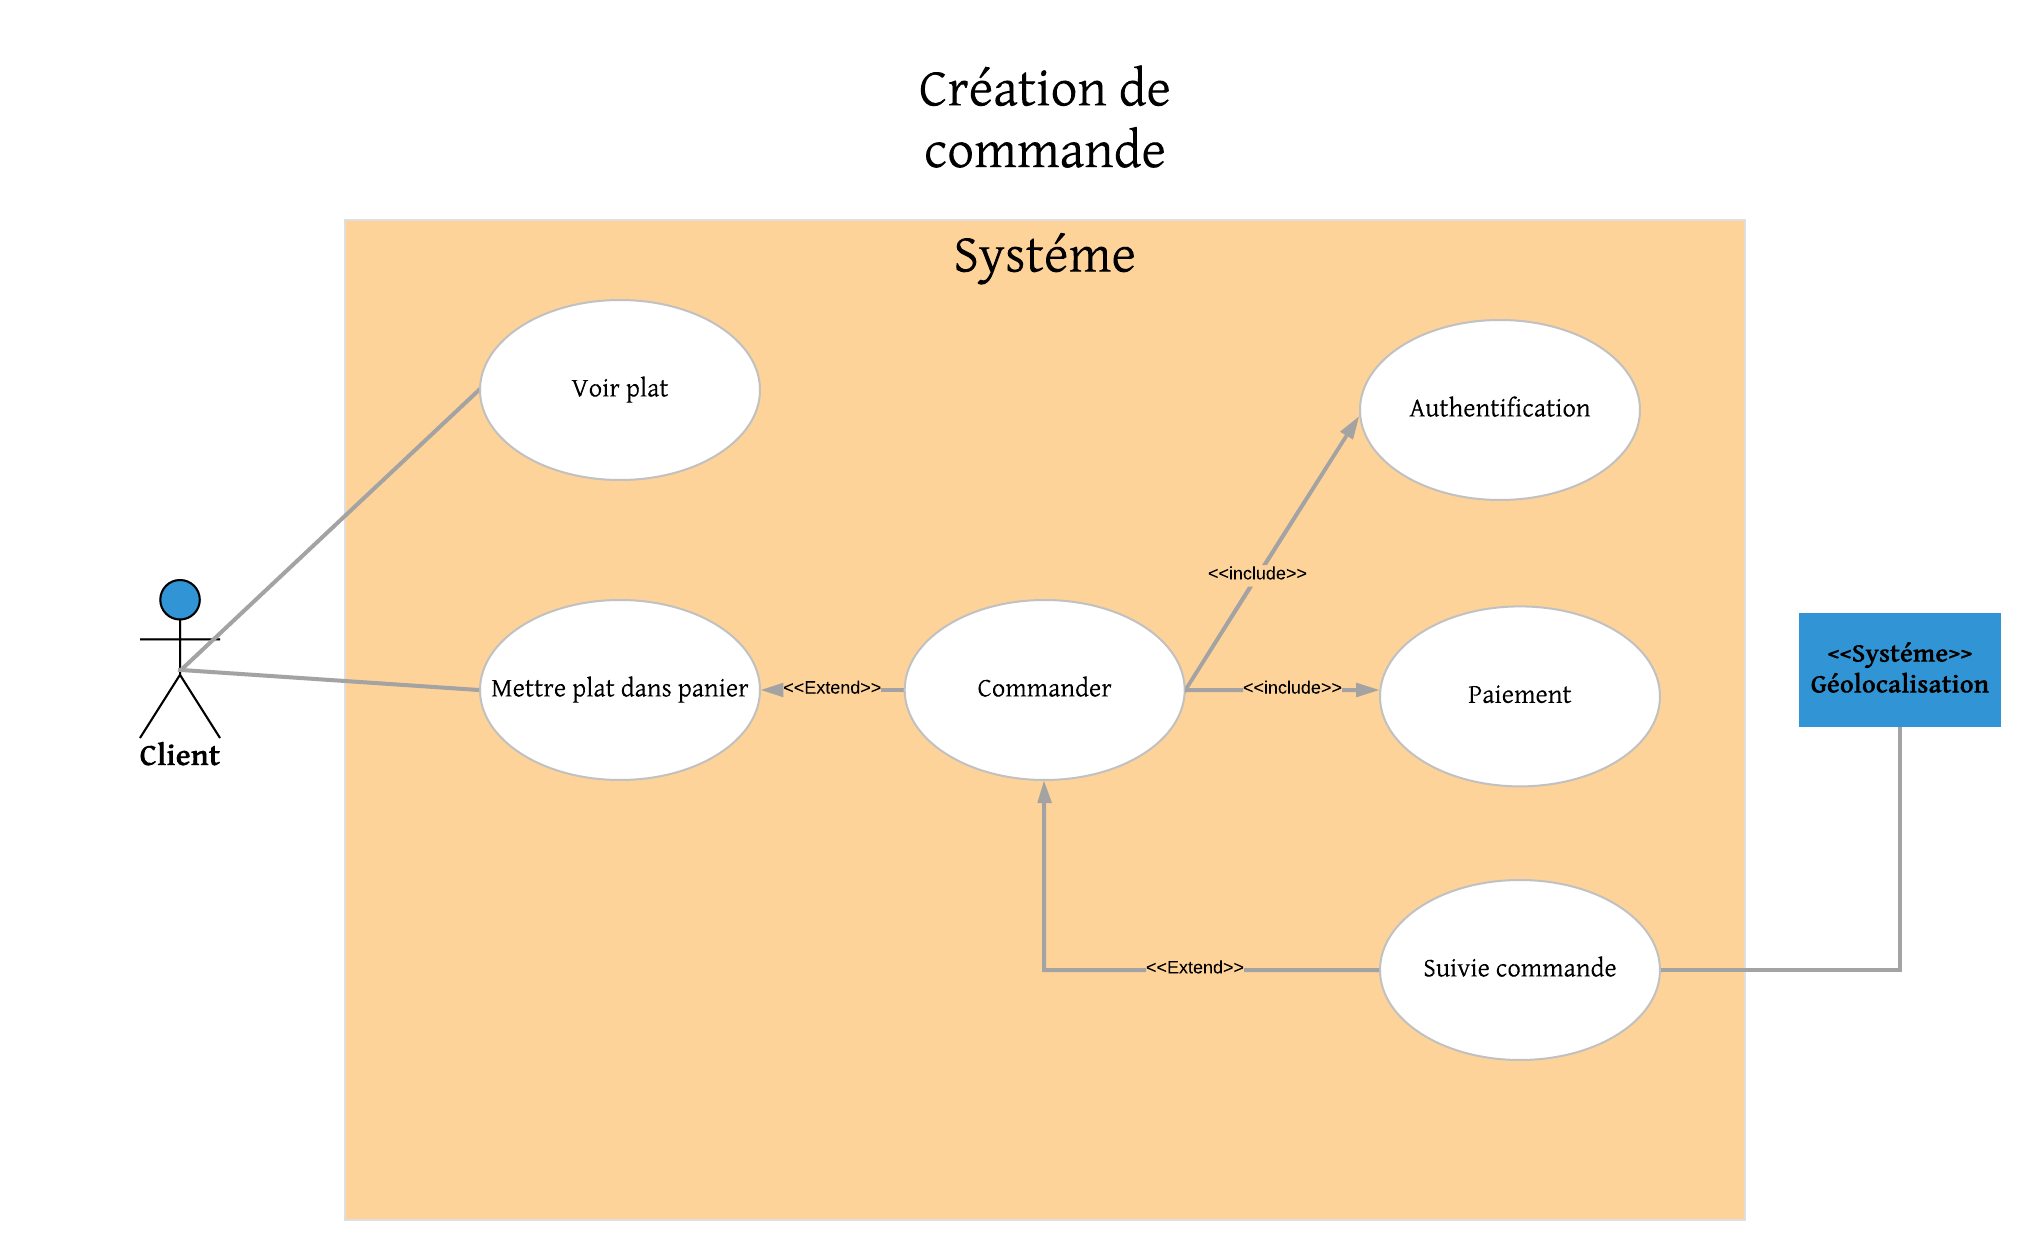 Création de
commande
Systéme
Voir plat
Authentification
<<include>>
Mettre plat dans panier
<<Extend>>
Commander
<<include>>
Paiement
<<Systéme>>
Géolocalisation
Client
<<Extend>>
Suivie commande